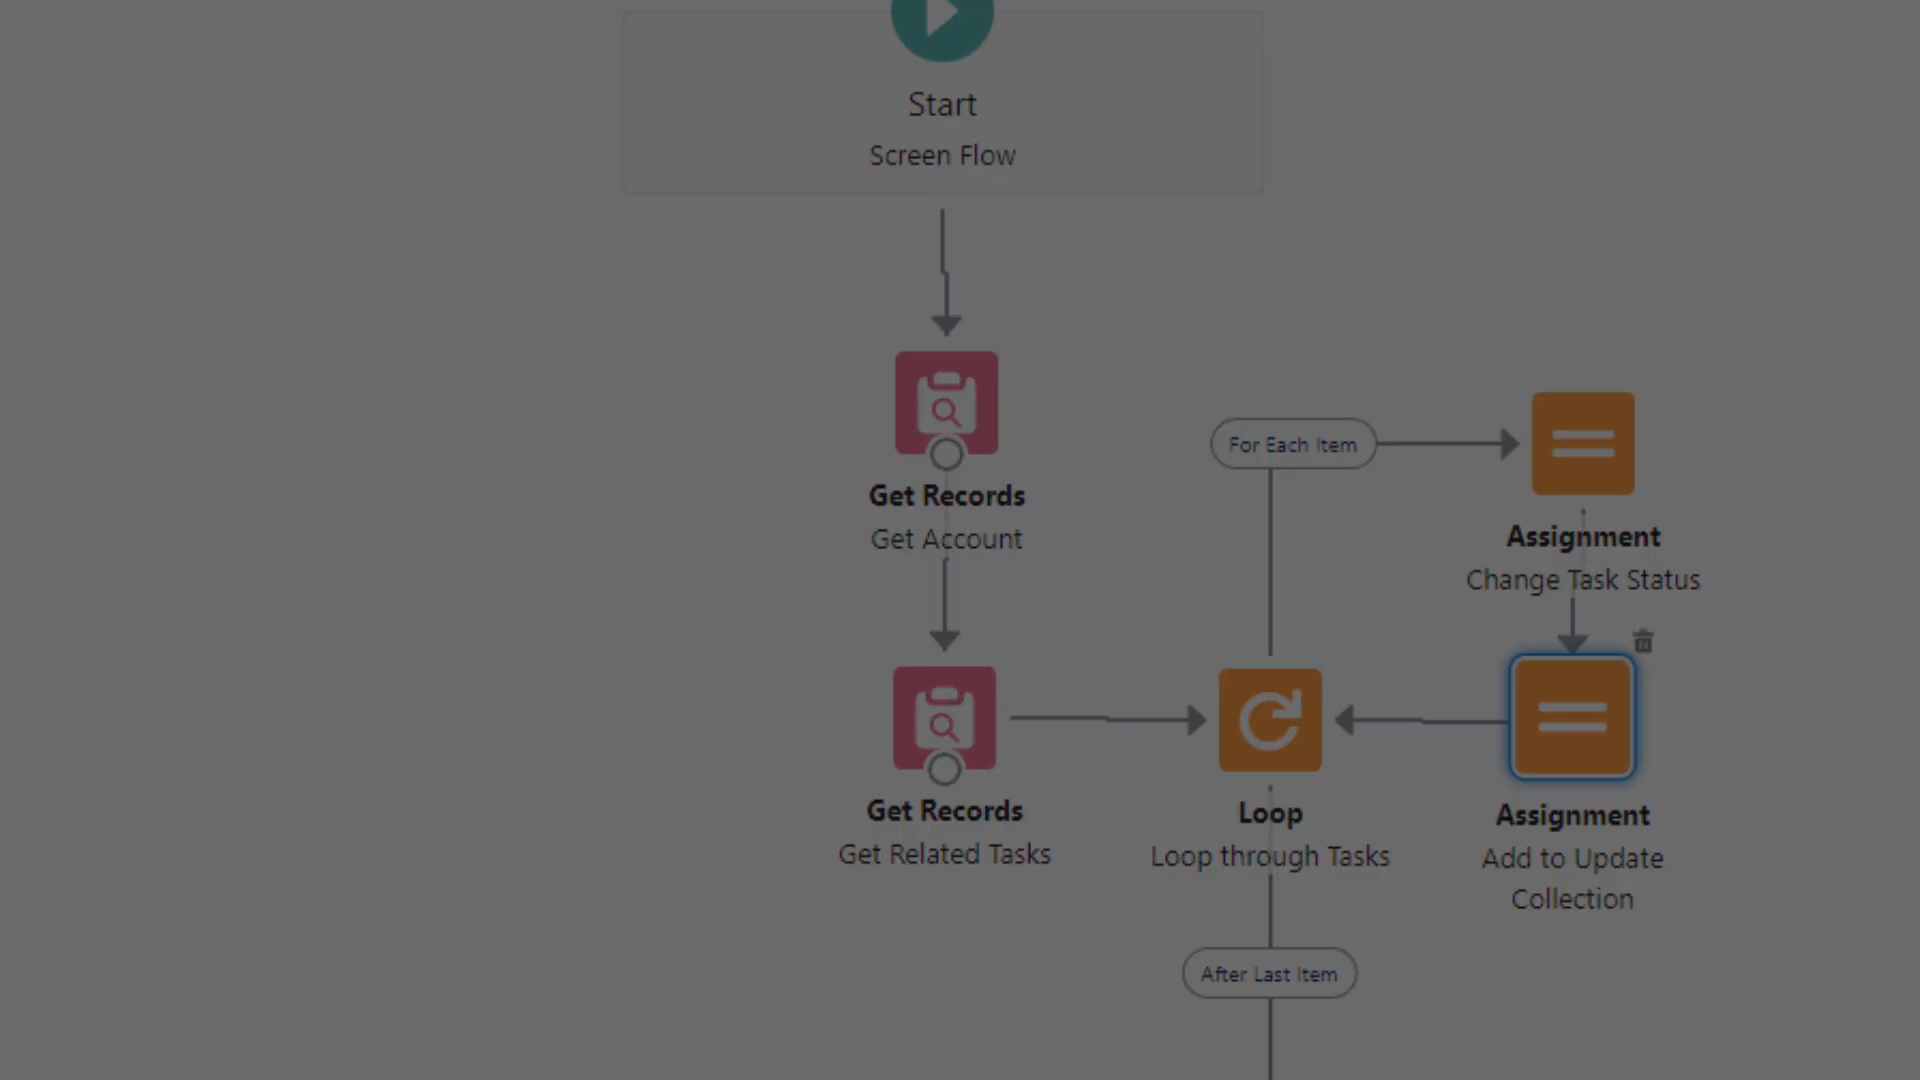 Start
Screen Flow
Get Records
Get Account
For Each Item
Assignment
Change Task Status
Get Records
Get Related Tasks
Loop
Loop through Tasks
Assignment
Add to Update
Collection
After Last Item